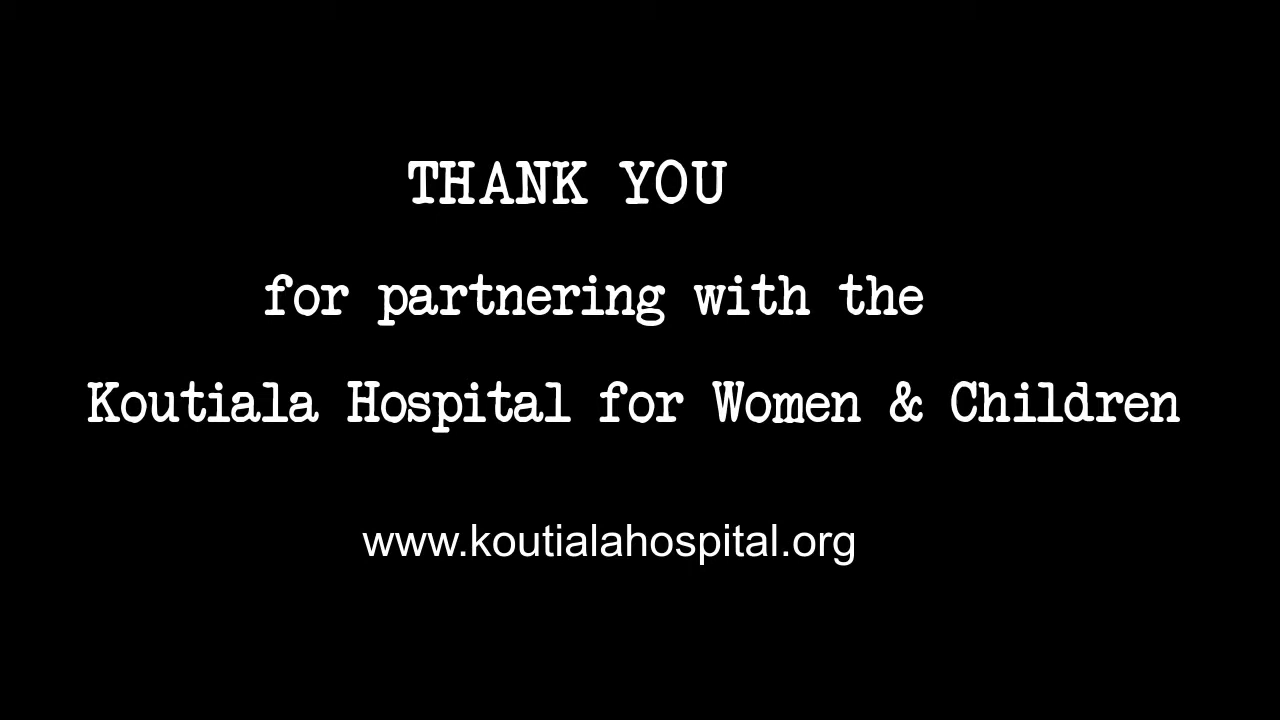 THANK YOU
for partnering with the
Koutiala Hospital for Women & Children
www.koutialahospital.org